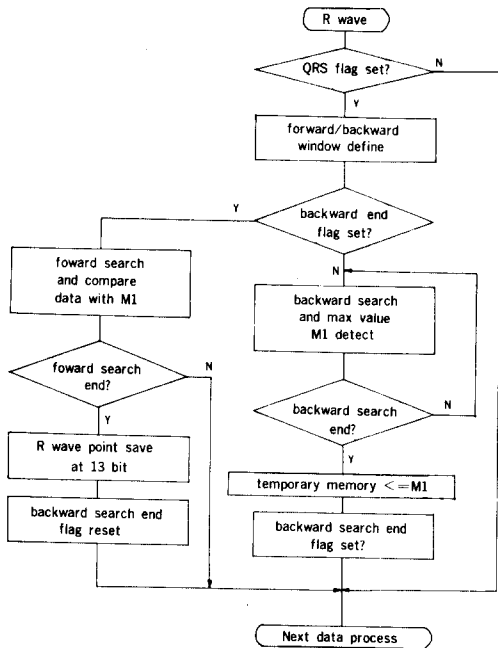 R wave
QRS flag set?
N
Y
forward/backward
window define
Y
backward end
flag set?
N
foward search
and compare
data with M1
backward search
and max value
M1 detect
foward search
end?
N
Y
backward search
end?
N
Y
R wave point save
at 13 bit
temporary memory <=M1
backward search end
flag reset
backward search end
flag set?
Next data process